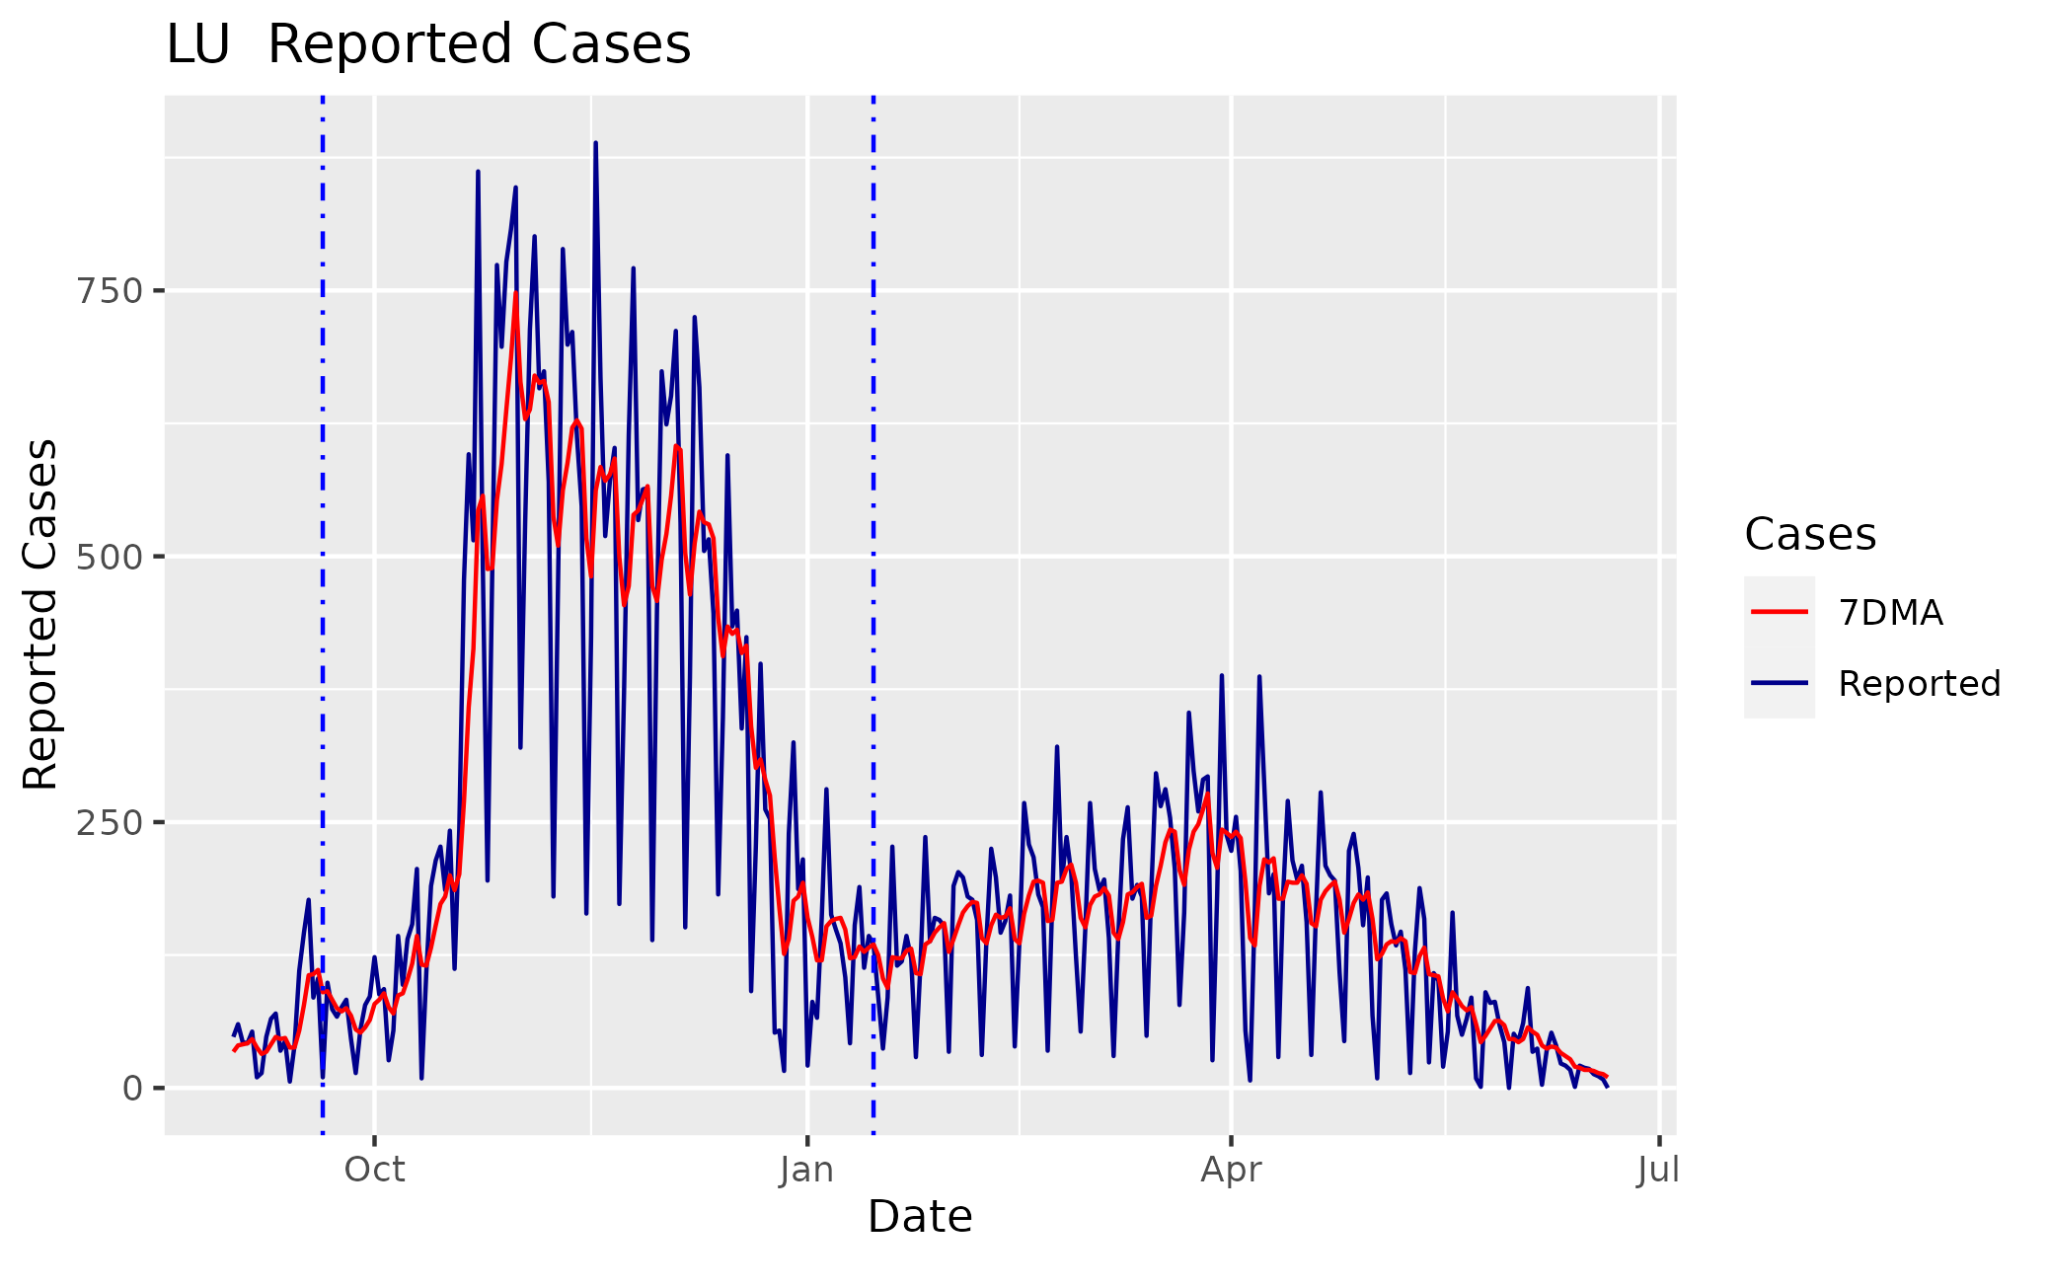 LU  Reported Cases
Reported Cases
750
500
250
0
Oct
Jan
Apr
Jul
Date
Cases
7DMA
Reported